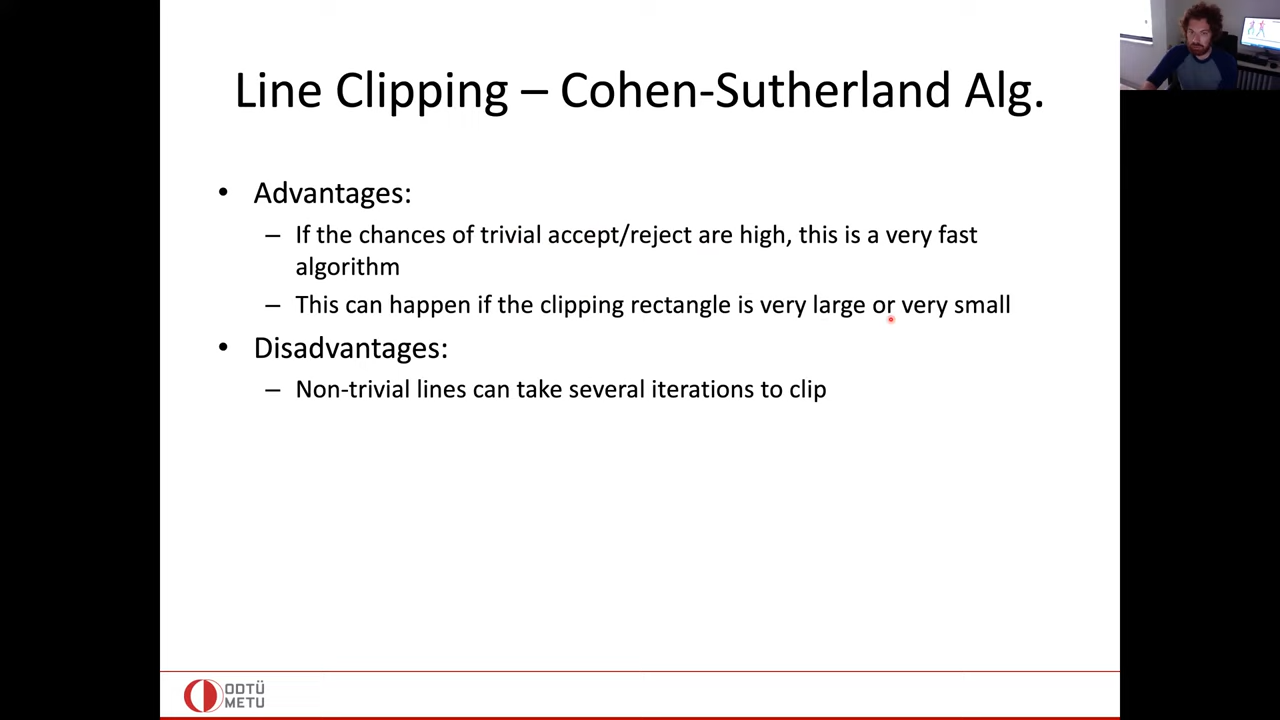 Line Clipping – Cohen-Sutherland Alg.
• Advantages:
– If the chances of trivial accept/reject are high, this is a very fast
algorithm
– This can happen if the clipping rectangle is very large or very small
• Disadvantages:
– Non-trivial lines can take several iterations to clip
ODTÜ
METU